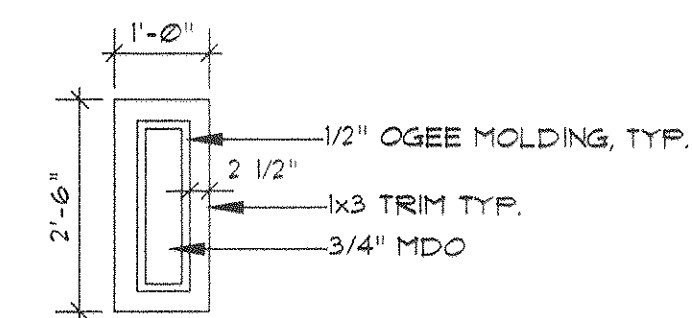 1'-0"
1/2" OGEE MOLDING, TYP.
2 1/2"
2'-6"
1x3 TRIM TYP.
3/4" MDO